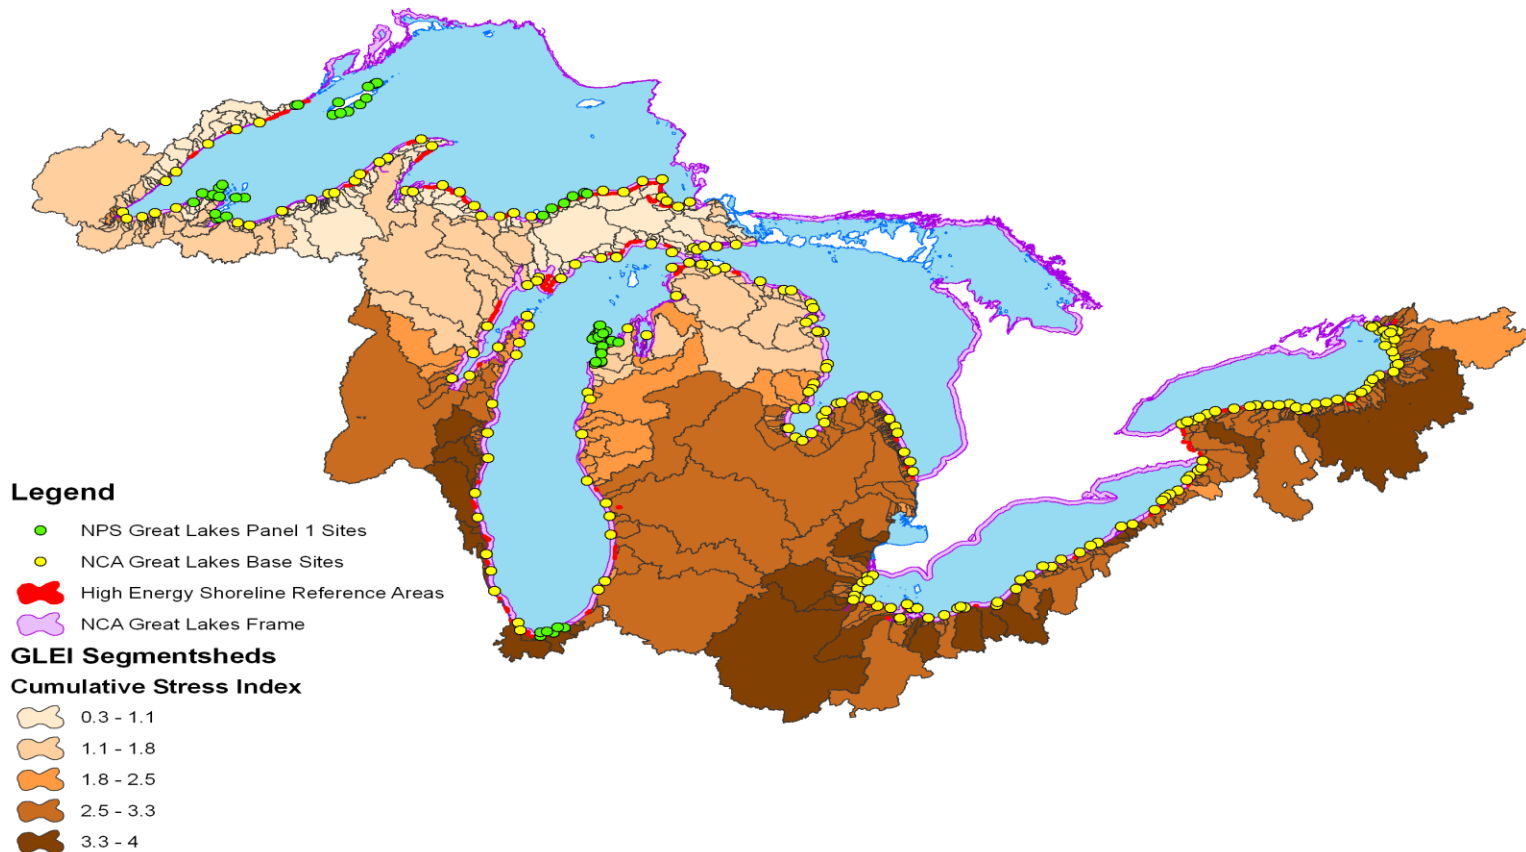 Legend
NPS Great Lakes Panel 1 Sites
NCA Great Lakes Base Sites
High Energy Shoreline Reference Areas
NCA Great Lakes Frame
GLEI Segmentsheds
Cumulative Stress Index
0.3 - 1.1
1.1 - 1.8
1.8 - 2.5
2.5 - 3.3
3.3 - 4